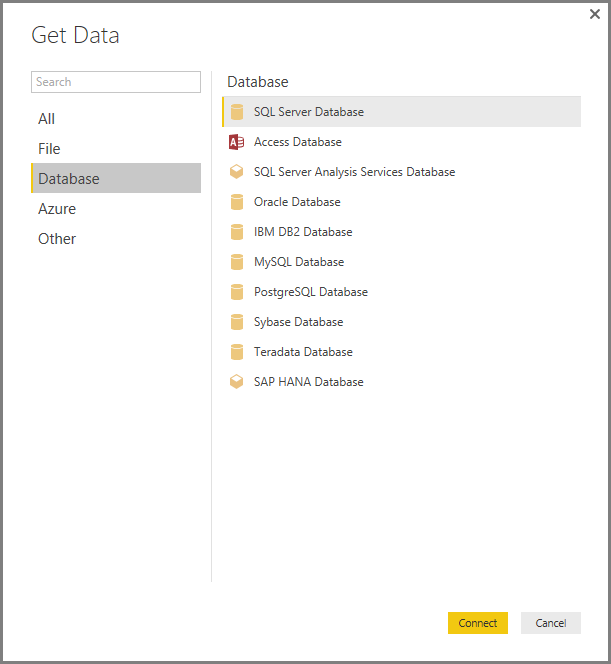 Get Data
Search
All
File
Database
Azure
Other
Database
SQL Server Database
Access Database
SQL Server Analysis Services Database
Oracle Database
IBM DB2 Database
MySQL Database
PostgreSQL Database
Sybase Database
Teradata Database
SAP HANA Database
Connect
Cancel